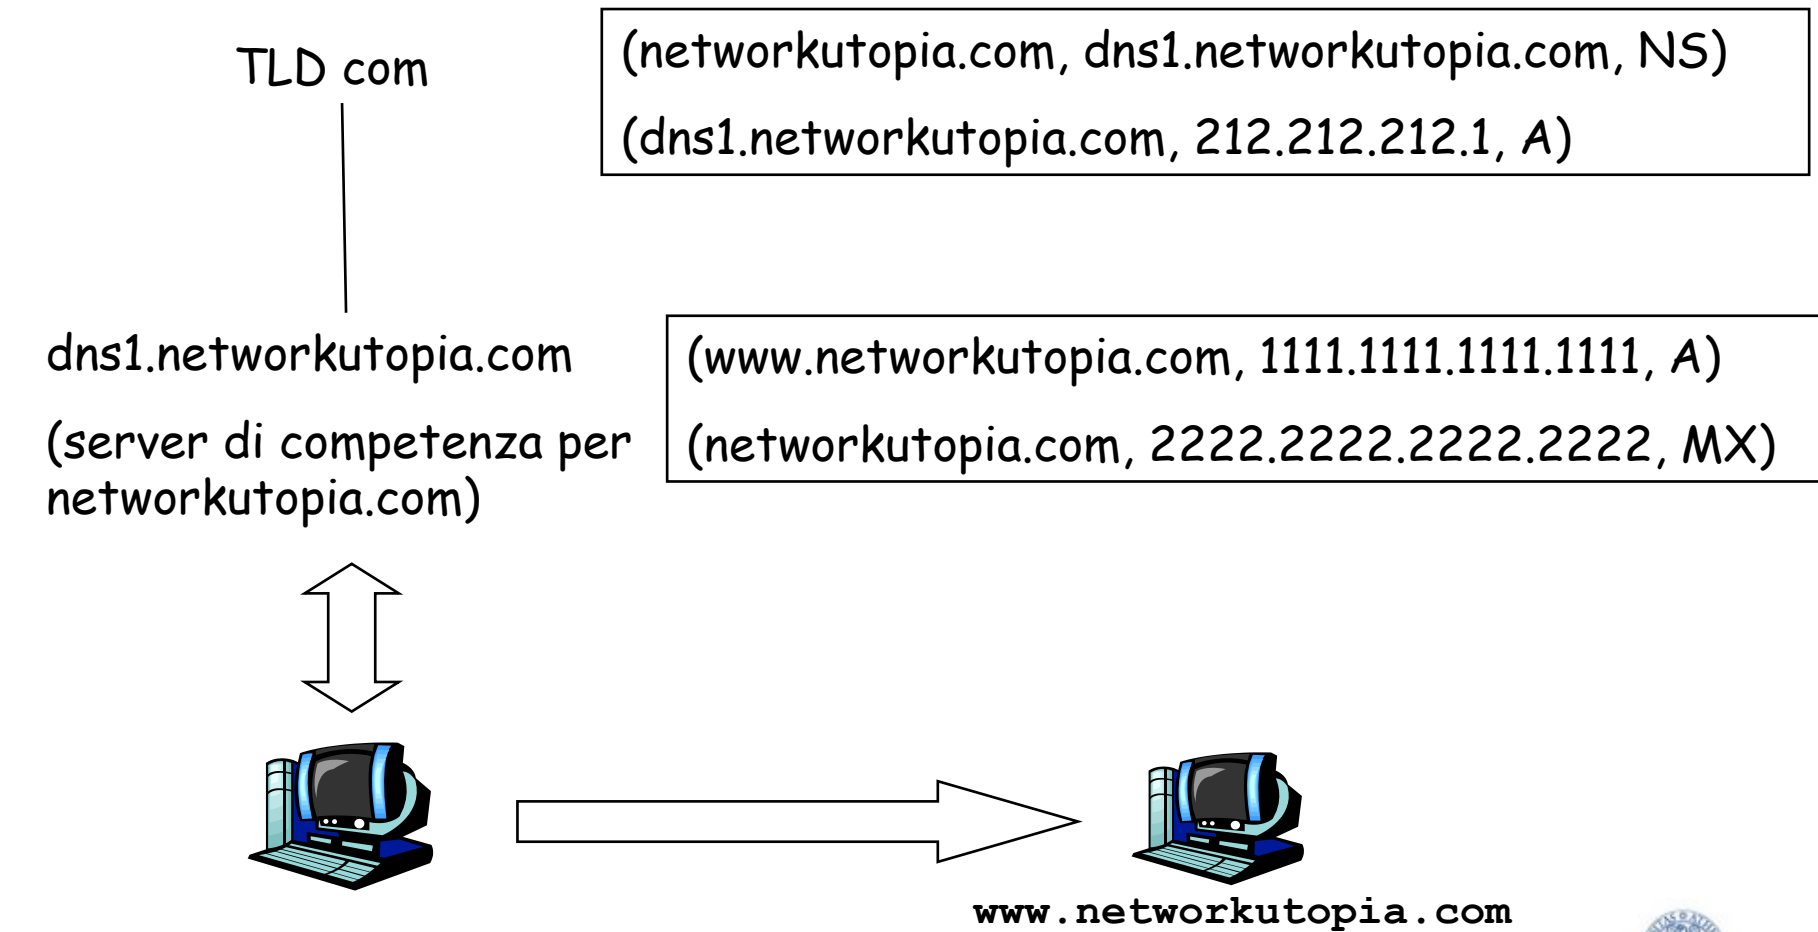 TLD com
(networkutopia.com, dns1.networkutopia.com, NS)
(dns1.networkutopia.com, 212.212.212.1, A)
dns1.networkutopia.com
(server di competenza per
networkutopia.com)
(www.networkutopia.com, 1111.1111.1111.1111, A)
(networkutopia.com, 2222.2222.2222.2222, MX)
www.networkutopia.com